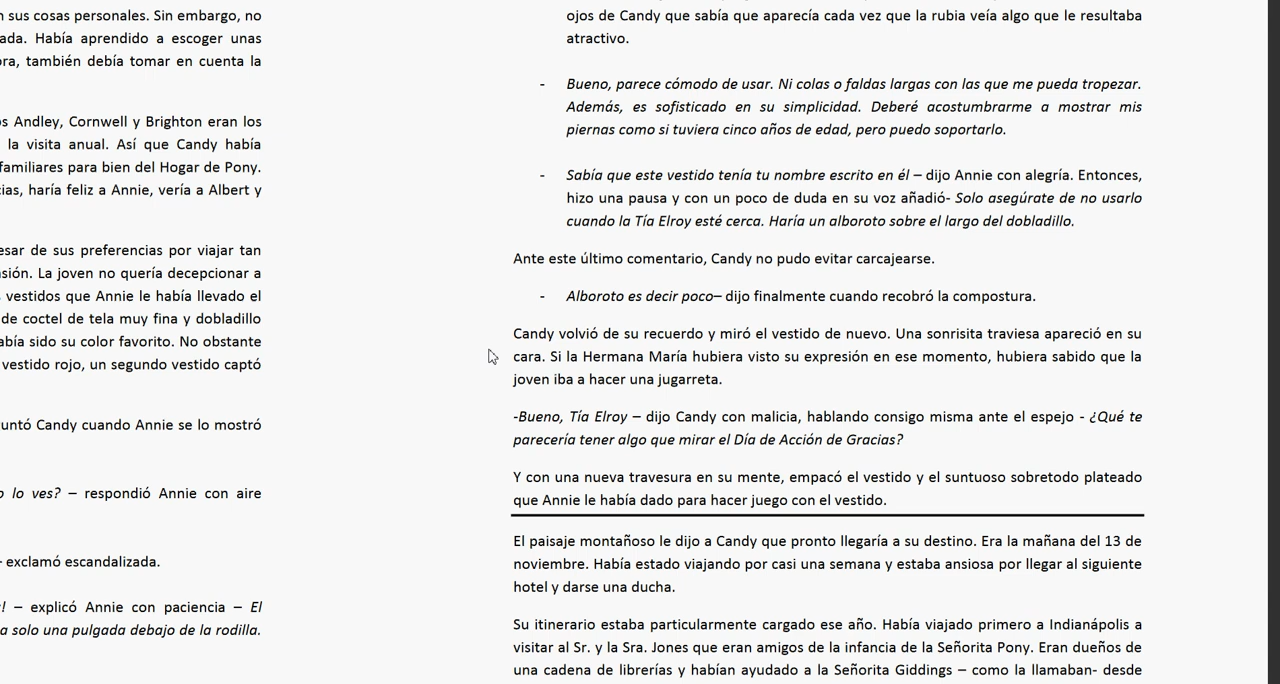 n sus cosas personales. Sin embargo, no
ada. Había aprendido a escoger unas
ora, también debía tomar en cuenta la
os Andley, Cornwell y Brighton eran los
la visita anual. Así que Candy había
familiares para bien del Hogar de Pony.
cias, haría feliz a Annie, vería a Albert y
esar de sus preferencias por viajar tan
sión. La joven no quería decepcionar a
vestidos que Annie le había llevado el
de coctel de tela muy fina y dobladillo
abía sido su color favorito. No obstante
vestido rojo, un segundo vestido captó
untó Candy cuando Annie se lo mostró
o lo ves? – respondió Annie con aire
- exclamó escandalizada.
! – explicó Annie con paciencia – El
a solo una pulgada debajo de la rodilla.
ojos de Candy que sabía que aparecía cada vez que la rubia veía algo que le resultaba
atractivo.
- Bueno, parece cómodo de usar. Ni colas o faldas largas con las que me pueda tropezar.
Además, es sofisticado en su simplicidad. Deberé acostumbrarme a mostrar mis
piernas como si tuviera cinco años de edad, pero puedo soportarlo.
- Sabía que este vestido tenía tu nombre escrito en él – dijo Annie con alegría. Entonces,
hizo una pausa y con un poco de duda en su voz añadió- Solo asegúrate de no usarlo
cuando la Tía Elroy esté cerca. Haría un alboroto sobre el largo del dobladillo.
Ante este último comentario, Candy no pudo evitar carcajearse.
- Alboroto es decir poco– dijo finalmente cuando recobró la compostura.
Candy volvió de su recuerdo y miró el vestido de nuevo. Una sonrisita traviesa apareció en su
cara. Si la Hermana María hubiera visto su expresión en ese momento, hubiera sabido que la
joven iba a hacer una jugarreta.
-Bueno, Tía Elroy – dijo Candy con malicia, hablando consigo misma ante el espejo - ¿Qué te
parecería tener algo que mirar el Día de Acción de Gracias?
Y con una nueva travesura en su mente, empacó el vestido y el suntuoso sobretodo plateado
que Annie le había dado para hacer juego con el vestido.
El paisaje montañoso le dijo a Candy que pronto llegaría a su destino. Era la mañana del 13 de
noviembre. Había estado viajando por casi una semana y estaba ansiosa por llegar al siguiente
hotel y darse una ducha.
Su itinerario estaba particularmente cargado ese año. Había viajado primero a Indianápolis a
visitar al Sr. y la Sra. Jones que eran amigos de la infancia de la Señorita Pony. Eran dueños de
una cadena de librerías y habían ayudado a la Señorita Giddings – como la llamaban- desde